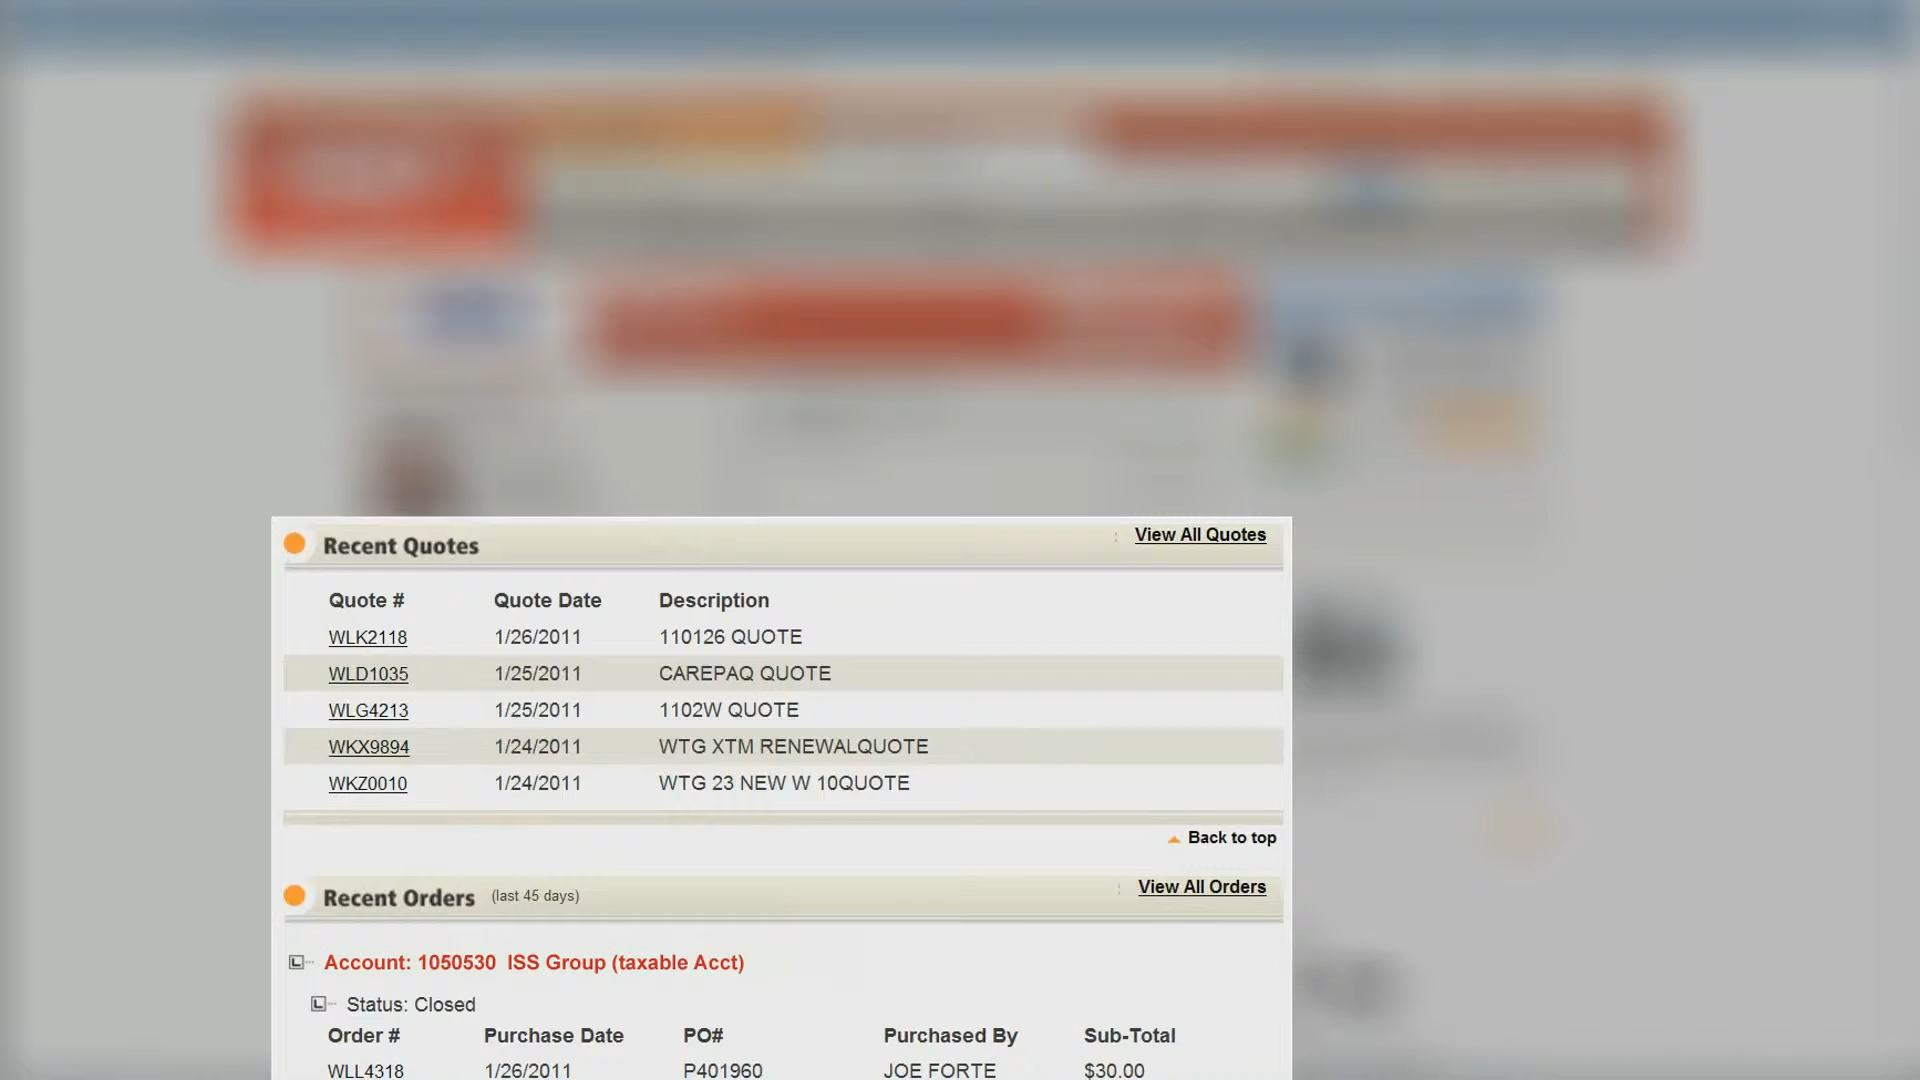 Recent Quotes View All Quotes
Quote # Quote Date Description
WLK2118 1/26/2011 110126 QUOTE
WLD1035 1/25/2011 CAREPAQ QUOTE
WLG4213 1/25/2011 1102W QUOTE
WKX9894 1/24/2011 WTG XTM RENEWALQUOTE
WKZ0010 1/24/2011 WTG 23 NEW W 10QUOTE
Back to top
Recent Orders (last 45 days) View All Orders
Account: 1050530 ISS Group (taxable Acct)
Status: Closed
Order # Purchase Date PO# Purchased By Sub-Total
WLL4318 1/26/2011 P401960 JOE FORTE $30.00